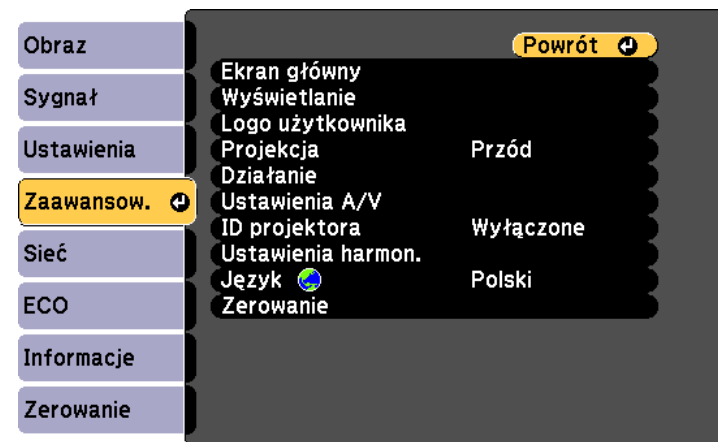 Obraz
Sygnał
Ustawienia
Zaawansow.
Sieć
ECO
Informacje
Zerowanie
Powrót
Ekran główny
Wyświetlanie
Logo użytkownika
Projekcja Przód
Działanie
Ustawienia A/V
ID projektora Wyłączone
Ustawienia harmon.
Język Polski
Zerowanie